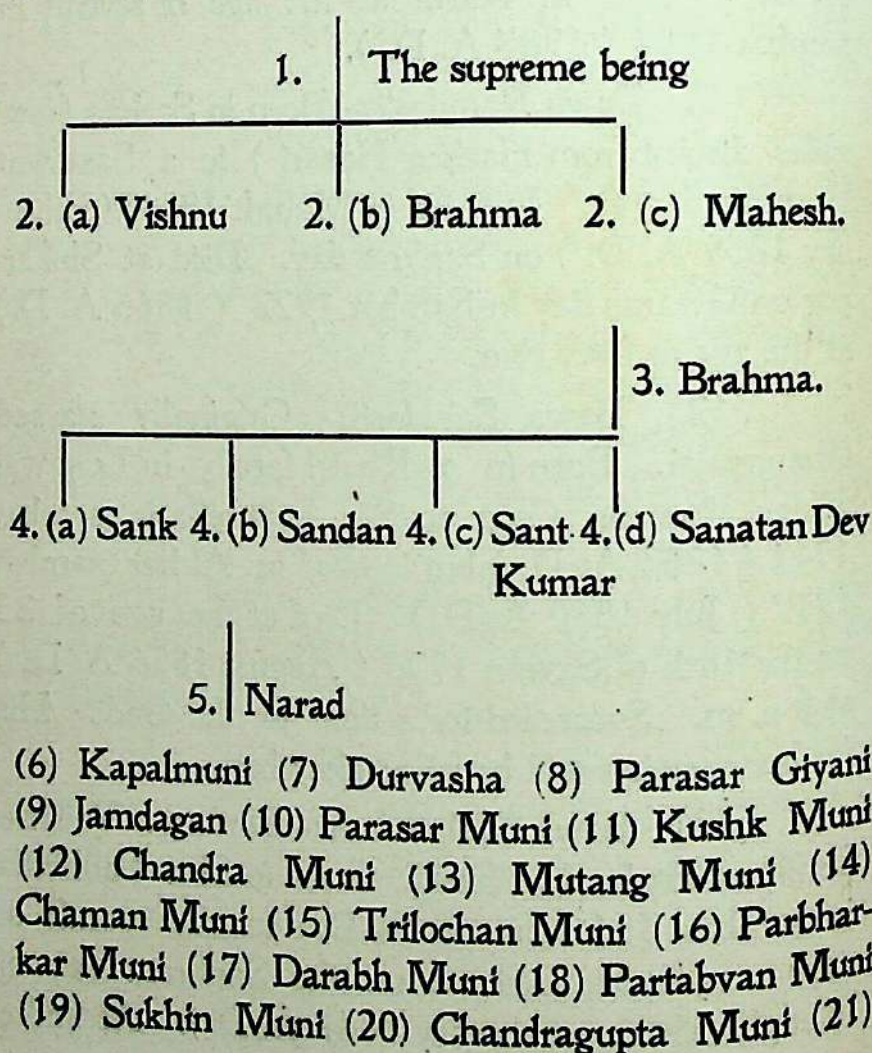 1. The supreme being
2. (a) Vishnu 2. (b) Brahma 2. (c) Mahesh.
3. Brahma.
4. (a) Sank 4. (b) Sandan 4. (c) Sant 4. (d) Sanatan Dev
Kumar
5. Narad
(6) Kapalmuni (7) Durvasha (8) Parasar Giyani
(9) Jamdagan (10) Parasar Muni (11) Kushk Muni
(12) Chandra Muni (13) Mutang Muni (14)
Chaman Muni (15) Trilochan Muni (16) Parbhar-
kar Muni (17) Darabh Muni (18) Partabvan Muni
(19) Sukhin Muni (20) Chandragupta Muni (21)